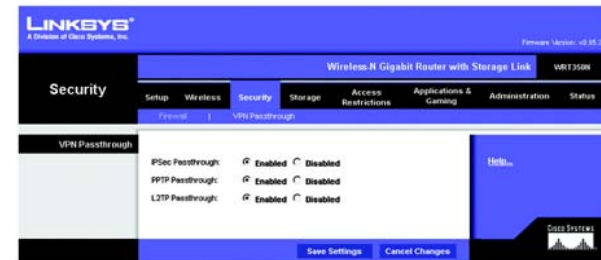 LINKSYS®
A Division of Cisco Systems, Inc.
Firmware Version: v0.05.3
Wireless-N Gigabit Router with Storage Link WRT350N
Security
Setup Wireless Security Storage Access Restrictions Applications & Gaming Administration Status
Firewall | VPN Passthrough
VPN Passthrough
IPSec Passthrough: Enabled Disabled
PPTP Passthrough: Enabled Disabled
L2TP Passthrough: Enabled Disabled
Help...
Save Settings Cancel Changes
CISCO SYSTEMS